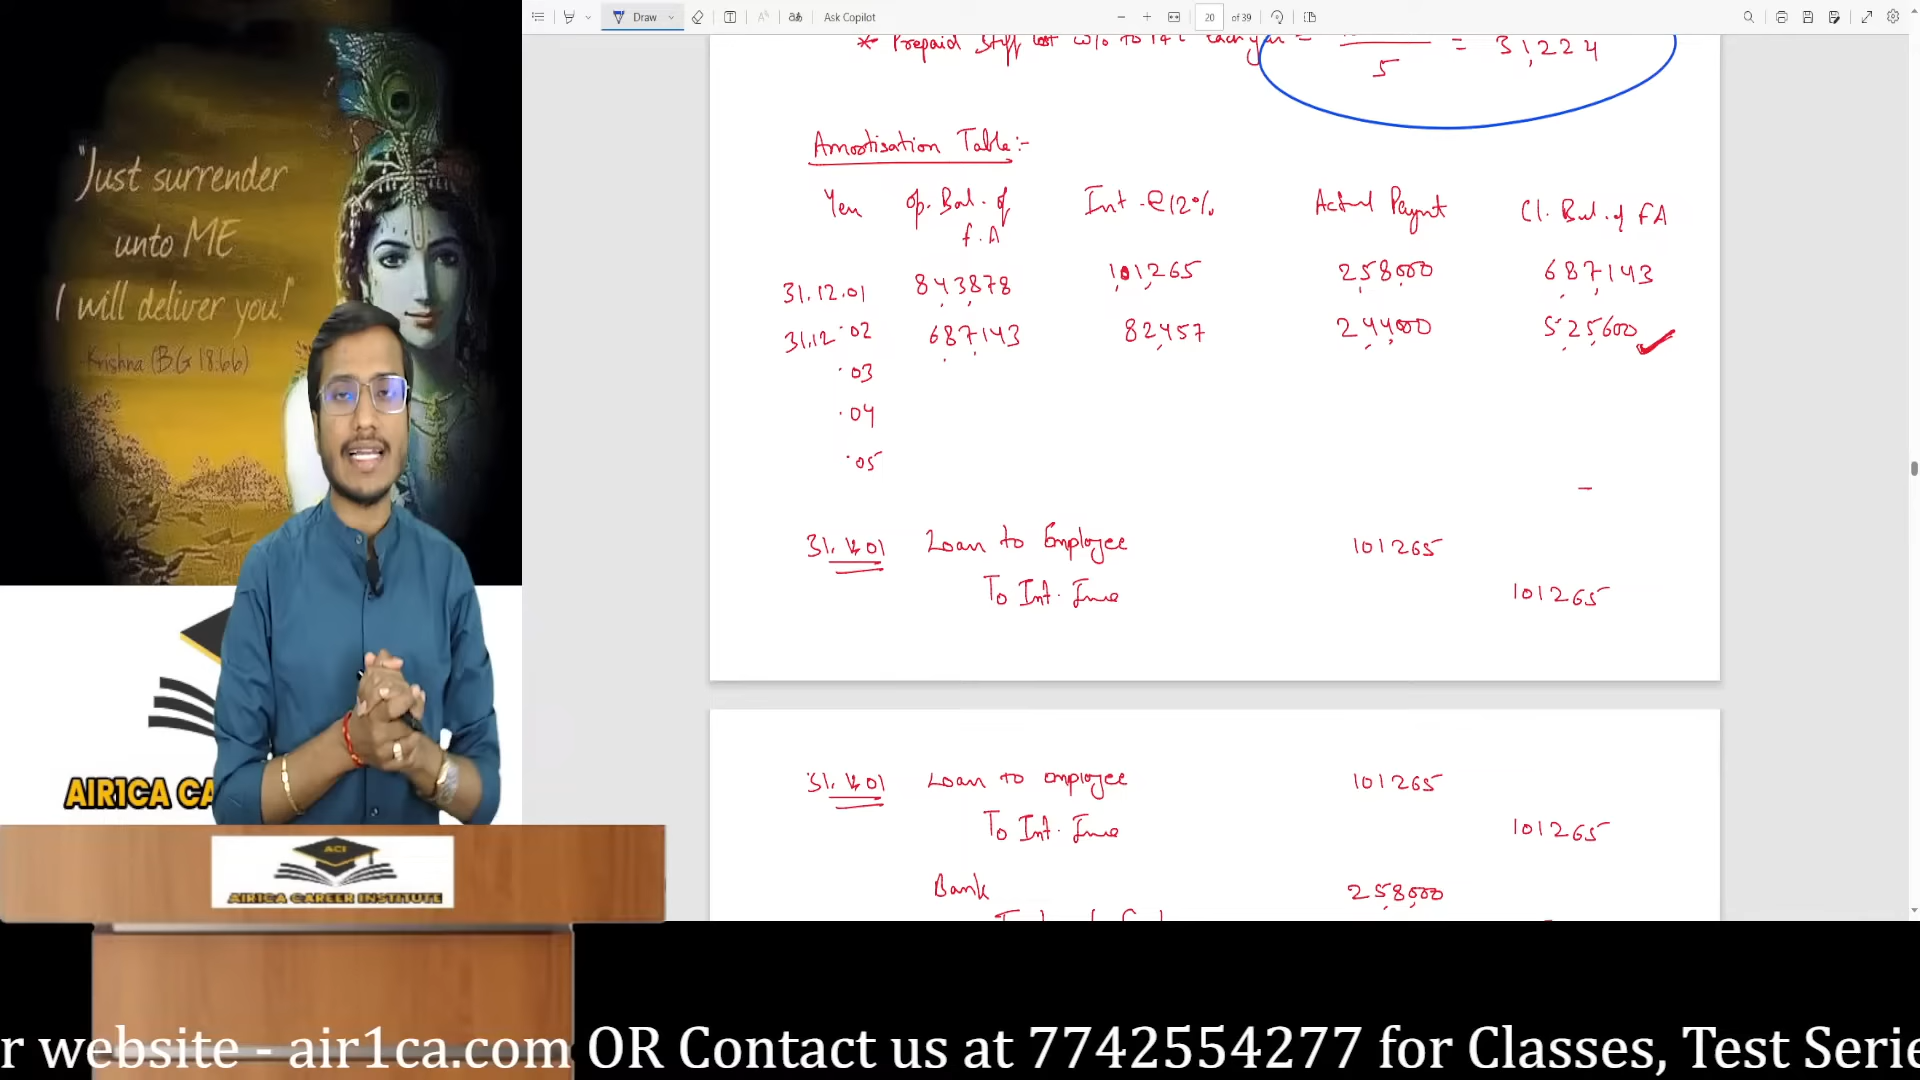 Draw
Ask Copilot
20 of 39
* Prepaid Staff Cost w/o to P&L each year = 
5
= 31,224
Amortisation Table:-
Year Op. Bal. of F.A Int. @12% Actual Paymt Cl. Bal. of FA
31.12.01 843878 101265 258000 687143
31.12.02 687143 82457 244000 525600
.03
.04
.05
-
31.12.01 Loan to Employee 101265
To Int. Inme 101265
31.12.01 Loan to employee 101265
To Int. Inme 101265
Bank 258000
"Just surrender
unto ME
I will deliver you!"
-Krishna (B.G 18.66)
AIR1CA CA
ACI
AIR1CA CAREER INSTITUTE
r website - air1ca.com OR Contact us at 7742554277 for Classes, Test Serie